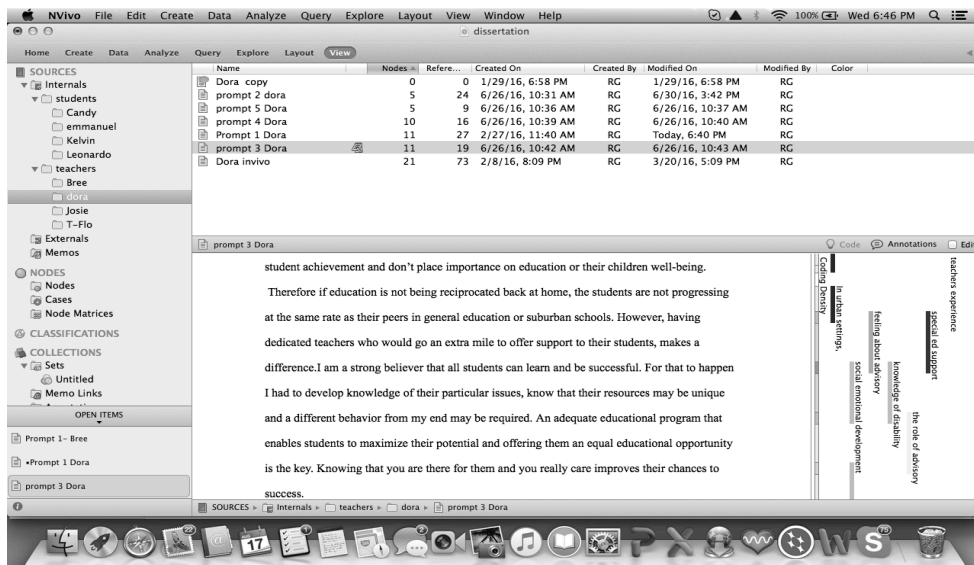 NVivo File Edit Create Data Analyze Query Explore Layout View Window Help 100% Wed 6:46 PM
dissertation
Home Create Data Analyze Query Explore Layout View
SOURCES
Internals
students
Candy
emmanuel
Kelvin
Leonardo
teachers
Bree
dora
Josie
T-Flo
Externals
Memos
NODES
Nodes
Cases
Node Matrices
CLASSIFICATIONS
COLLECTIONS
Sets
Untitled
Memo Links
OPEN ITEMS
Prompt 1- Bree
•Prompt 1 Dora
prompt 3 Dora
Name Nodes Refere... Created On Created By Modified On Modified By Color
Dora copy 0 0 1/29/16, 6:58 PM RG 1/29/16, 6:58 PM RG
prompt 2 dora 5 24 6/26/16, 10:31 AM RG 6/30/16, 3:42 PM RG
prompt 5 Dora 5 9 6/26/16, 10:36 AM RG 6/26/16, 10:37 AM RG
prompt 4 Dora 10 16 6/26/16, 10:39 AM RG 6/26/16, 10:40 AM RG
Prompt 1 Dora 11 27 2/27/16, 11:40 AM RG Today, 6:40 PM RG
prompt 3 Dora 11 19 6/26/16, 10:42 AM RG 6/26/16, 10:43 AM RG
Dora invivo 21 73 2/8/16, 8:09 PM RG 3/20/16, 5:09 PM RG
prompt 3 Dora Code Annotations Edi
student achievement and don't place importance on education or their children well-being.
Therefore if education is not being reciprocated back at home, the students are not progressing
at the same rate as their peers in general education or suburban schools. However, having
dedicated teachers who would go an extra mile to offer support to their students, makes a
difference.I am a strong believer that all students can learn and be successful. For that to happen
I had to develop knowledge of their particular issues, know that their resources may be unique
and a different behavior from my end may be required. An adequate educational program that
enables students to maximize their potential and offering them an equal educational opportunity
is the key. Knowing that you are there for them and you really care improves their chances to
success.
Coding Density
In urban settings,
social emotional development
feeling about advisory
knowledge of disability
the role of advisory
special ed support
teachers experience
SOURCES Internals teachers dora prompt 3 Dora
17